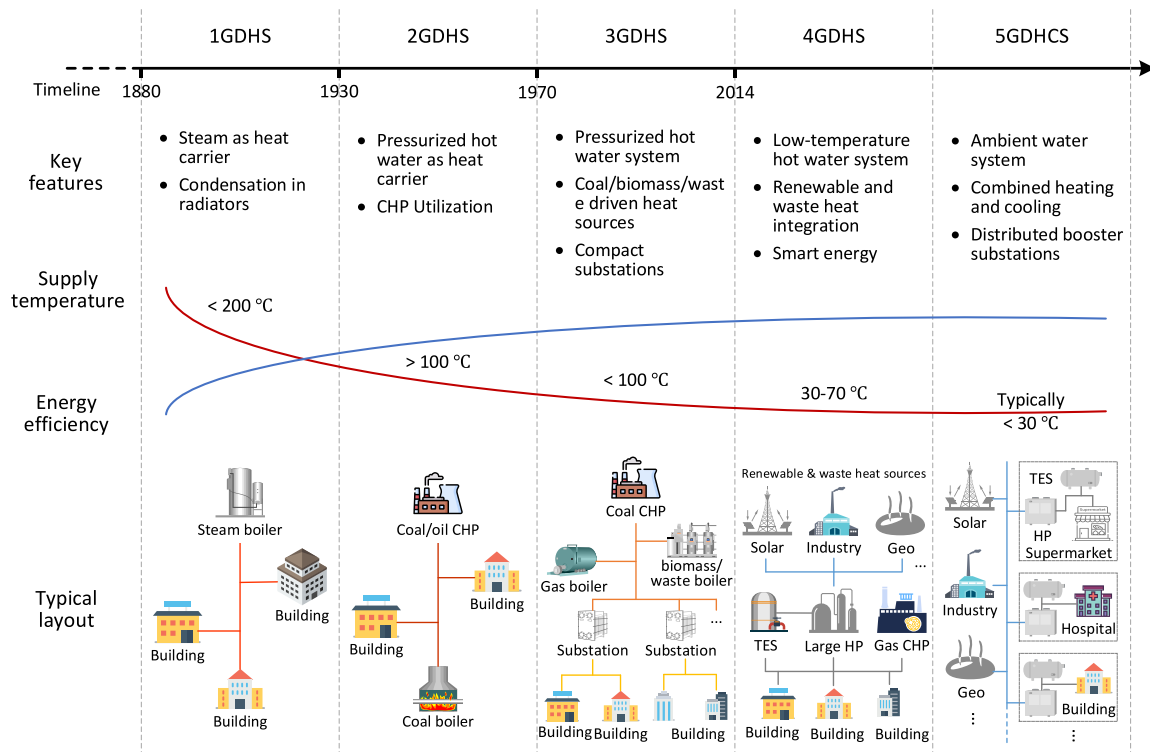 1GDHS
2GDHS
3GDHS
4GDHS
5GDHCS
Timeline
1880
1930
1970
2014
Key
features
• Steam as heat
carrier
• Condensation in
radiators
• Pressurized hot
water as heat
carrier
• CHP Utilization
• Pressurized hot
water system
• Coal/biomass/wast
e driven heat
sources
• Compact
substations
• Low-temperature
hot water system
• Renewable and
waste heat
integration
• Smart energy
• Ambient water
system
• Combined heating
and cooling
• Distributed booster
substations
Supply
temperature
< 200 ℃
> 100 ℃
< 100 ℃
30-70 ℃
Typically
< 30 ℃
Energy
efficiency
Typical
layout
Steam boiler
Building
Building
Building
Coal/oil CHP
Building
Building
Coal boiler
Coal CHP
Gas boiler
biomass/
waste boiler
Substation
Substation
...
Building
Building
Building
Renewable & waste heat sources
Solar
Industry
Geo
...
TES
Large HP
Gas CHP
Building
Building
Building
Solar
Industry
Geo
...
TES
HP
Supermarket
Supermarket
Hospital
Building
...